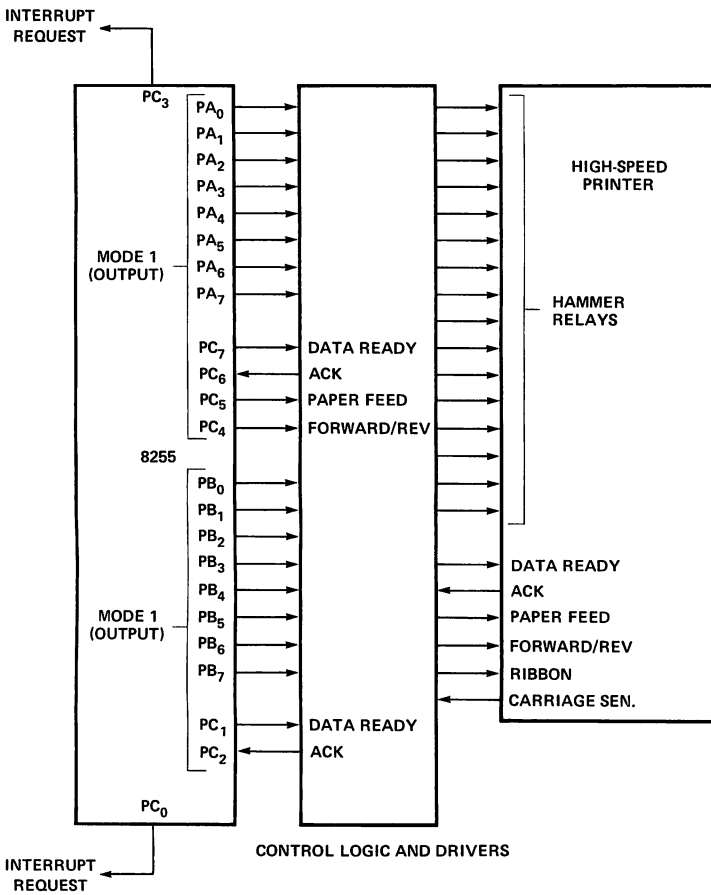 INTERRUPT
REQUEST
PC3
PA0
PA1
PA2
PA3
PA4
PA5
PA6
PA7
MODE 1
(OUTPUT)
PC7
PC6
PC5
PC4
DATA READY
ACK
PAPER FEED
FORWARD/REV
8255
PB0
PB1
PB2
PB3
PB4
PB5
PB6
PB7
MODE 1
(OUTPUT)
PC1
PC2
DATA READY
ACK
PC0
INTERRUPT
REQUEST
CONTROL LOGIC AND DRIVERS
HIGH-SPEED
PRINTER
HAMMER
RELAYS
DATA READY
ACK
PAPER FEED
FORWARD/REV
RIBBON
CARRIAGE SEN.